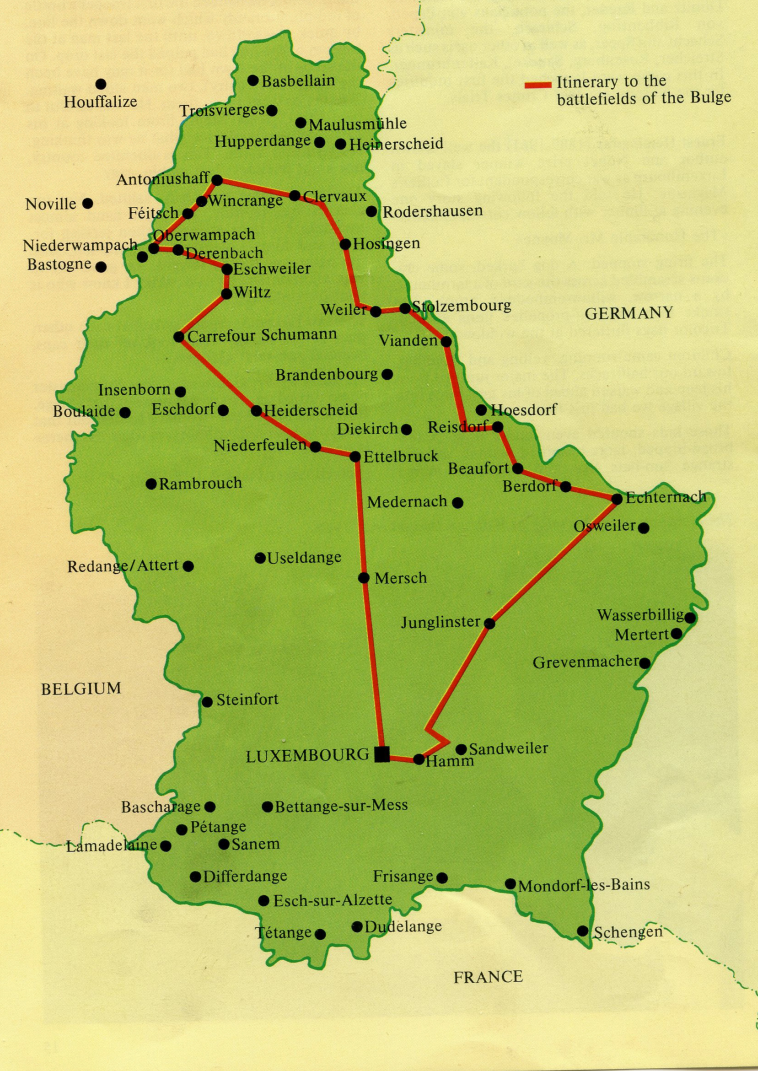 Basbellain
Itinerary to the
battlefields of the Bulge
Houffalize
Troisvierges
Maulusmühle
Hupperdange
Heinerscheid
Antoniushaff
Clervaux
Wincrange
Noville
Féitsch
Rodershausen
Oberwampach
Niederwampach
Hosingen
Derenbach
Bastogne
Eschweiler
Wiltz
Weiler
Stolzembourg
GERMANY
Carrefour Schumann
Vianden
Brandenbourg
Insenborn
Boulaide
Eschdorf
Heiderscheid
Hoesdorf
Diekirch
Reisdorf
Niederfeulen
Ettelbruck
Beaufort
Rambrouch
Berdorf
Echternach
Medernach
Osweiler
Redange/Attert
Useldange
Mersch
Junglinster
Wasserbillig
Mertert
Grevenmacher
BELGIUM
Steinfort
LUXEMBOURG
Sandweiler
Hamm
Bascharage
Bettange-sur-Mess
Pétange
Lamadelaine
Sanem
Differdange
Frisange
Mondorf-les-Bains
Esch-sur-Alzette
Tétange
Dudelange
Schengen
FRANCE